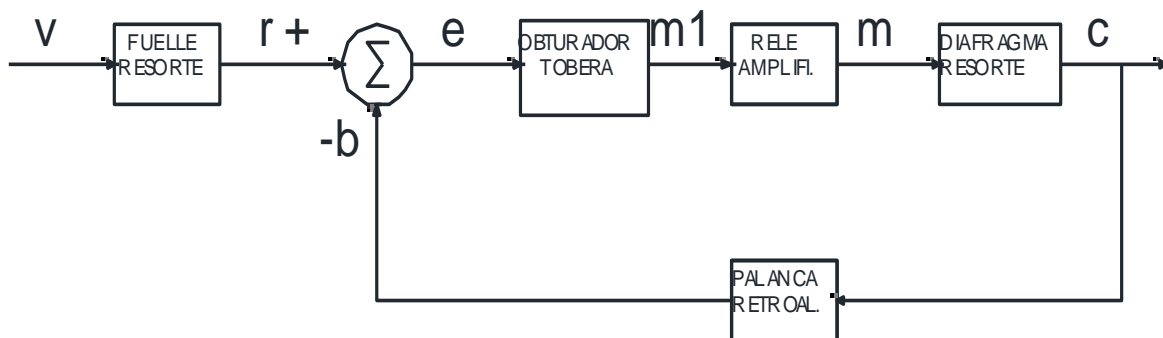 v
FUELLE
RESORTE
r +
Σ
e
OBTURADOR
TOBERA
m1
RELE
AMPLIFI.
m
DIAFRAGMA
RESORTE
c
-b
PALANCA
RETROAL.